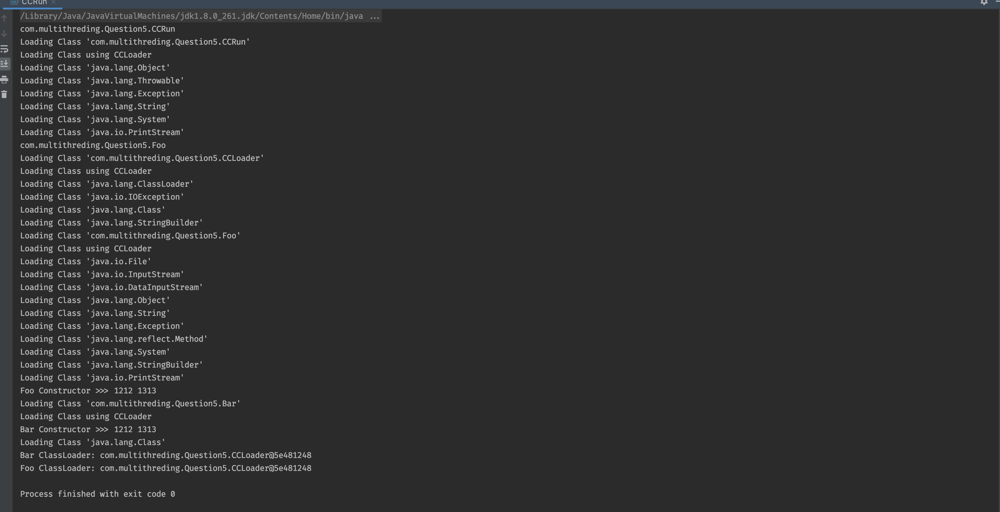 CCRun
/Library/Java/JavaVirtualMachines/jdk1.8.0_261.jdk/Contents/Home/bin/java ...
com.multithreding.Question5.CCRun
Loading Class 'com.multithreding.Question5.CCRun'
Loading Class using CCLoader
Loading Class 'java.lang.Object'
Loading Class 'java.lang.Throwable'
Loading Class 'java.lang.Exception'
Loading Class 'java.lang.String'
Loading Class 'java.lang.System'
Loading Class 'java.io.PrintStream'
com.multithreding.Question5.Foo
Loading Class 'com.multithreding.Question5.CCLoader'
Loading Class using CCLoader
Loading Class 'java.lang.ClassLoader'
Loading Class 'java.io.IOException'
Loading Class 'java.lang.Class'
Loading Class 'java.lang.StringBuilder'
Loading Class 'com.multithreding.Question5.Foo'
Loading Class using CCLoader
Loading Class 'java.io.File'
Loading Class 'java.io.InputStream'
Loading Class 'java.io.DataInputStream'
Loading Class 'java.lang.Object'
Loading Class 'java.lang.String'
Loading Class 'java.lang.Exception'
Loading Class 'java.lang.reflect.Method'
Loading Class 'java.lang.System'
Loading Class 'java.lang.StringBuilder'
Loading Class 'java.io.PrintStream'
Foo Constructor >>> 1212 1313
Loading Class 'com.multithreding.Question5.Bar'
Loading Class using CCLoader
Bar Constructor >>> 1212 1313
Loading Class 'java.lang.Class'
Bar ClassLoader: com.multithreding.Question5.CCLoader@5e481248
Foo ClassLoader: com.multithreding.Question5.CCLoader@5e481248
Process finished with exit code 0